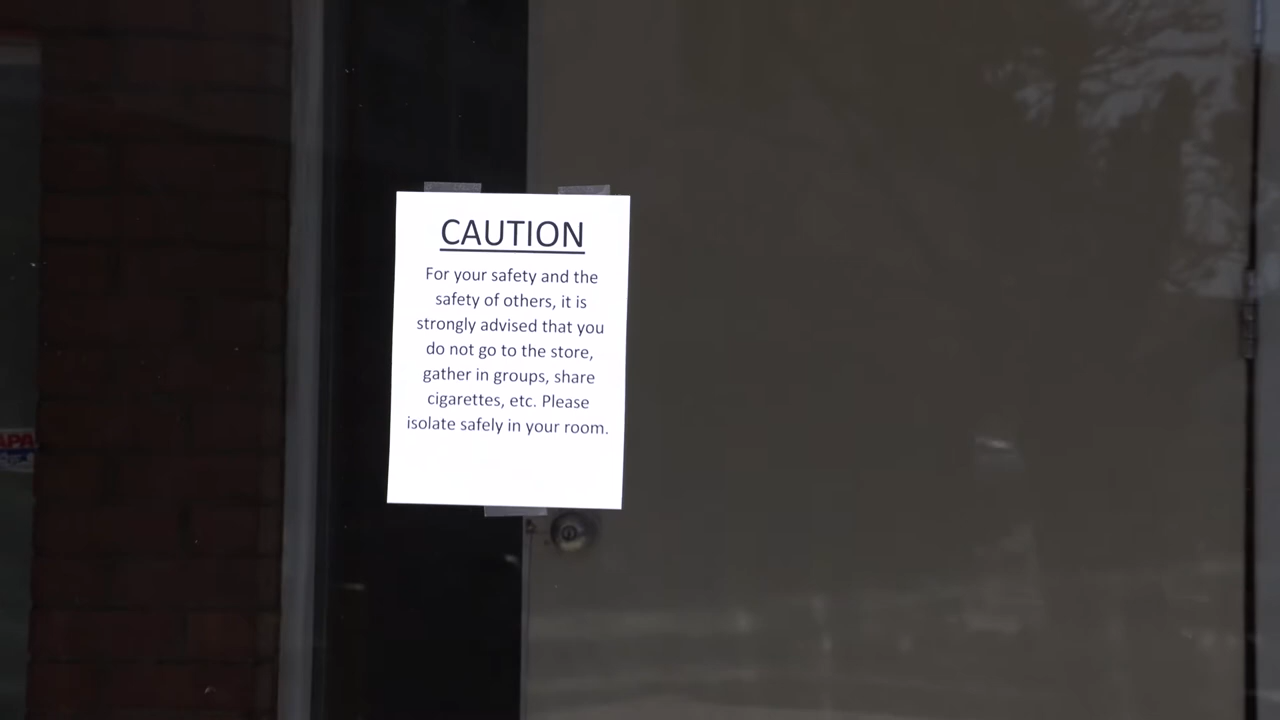 CAUTION
For your safety and the
safety of others, it is
strongly advised that you
do not go to the store,
gather in groups, share
cigarettes, etc. Please
isolate safely in your room.
APA